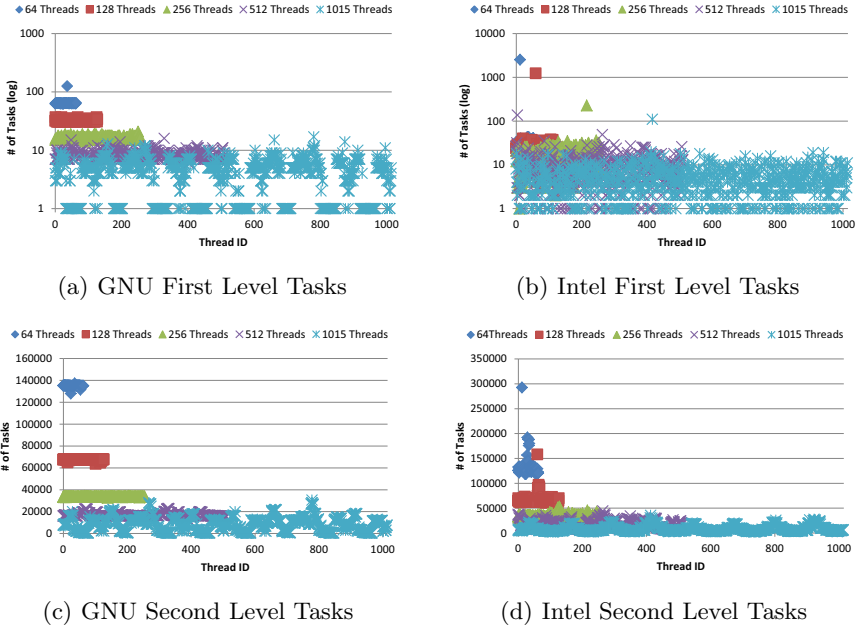 64 Threads 128 Threads 256 Threads 512 Threads 1015 Threads
# of Tasks (log)
1000
100
10
1
0 200 400 600 800 1000
Thread ID
(a) GNU First Level Tasks
64 Threads 128 Threads 256 Threads 512 Threads 1015 Threads
# of Tasks (log)
10000
1000
100
10
1
0 200 400 600 800 1000
Thread ID
(b) Intel First Level Tasks
64 Threads 128 Threads 256 Threads 512 Threads 1015 Threads
# of Tasks
160000
140000
120000
100000
80000
60000
40000
20000
0
0 200 400 600 800 1000
Thread ID
(c) GNU Second Level Tasks
64Threads 128 Threads 256 Threads 512 Threads 1015 Threads
# of Tasks
350000
300000
250000
200000
150000
100000
50000
0
0 200 400 600 800 1000
Thread ID
(d) Intel Second Level Tasks